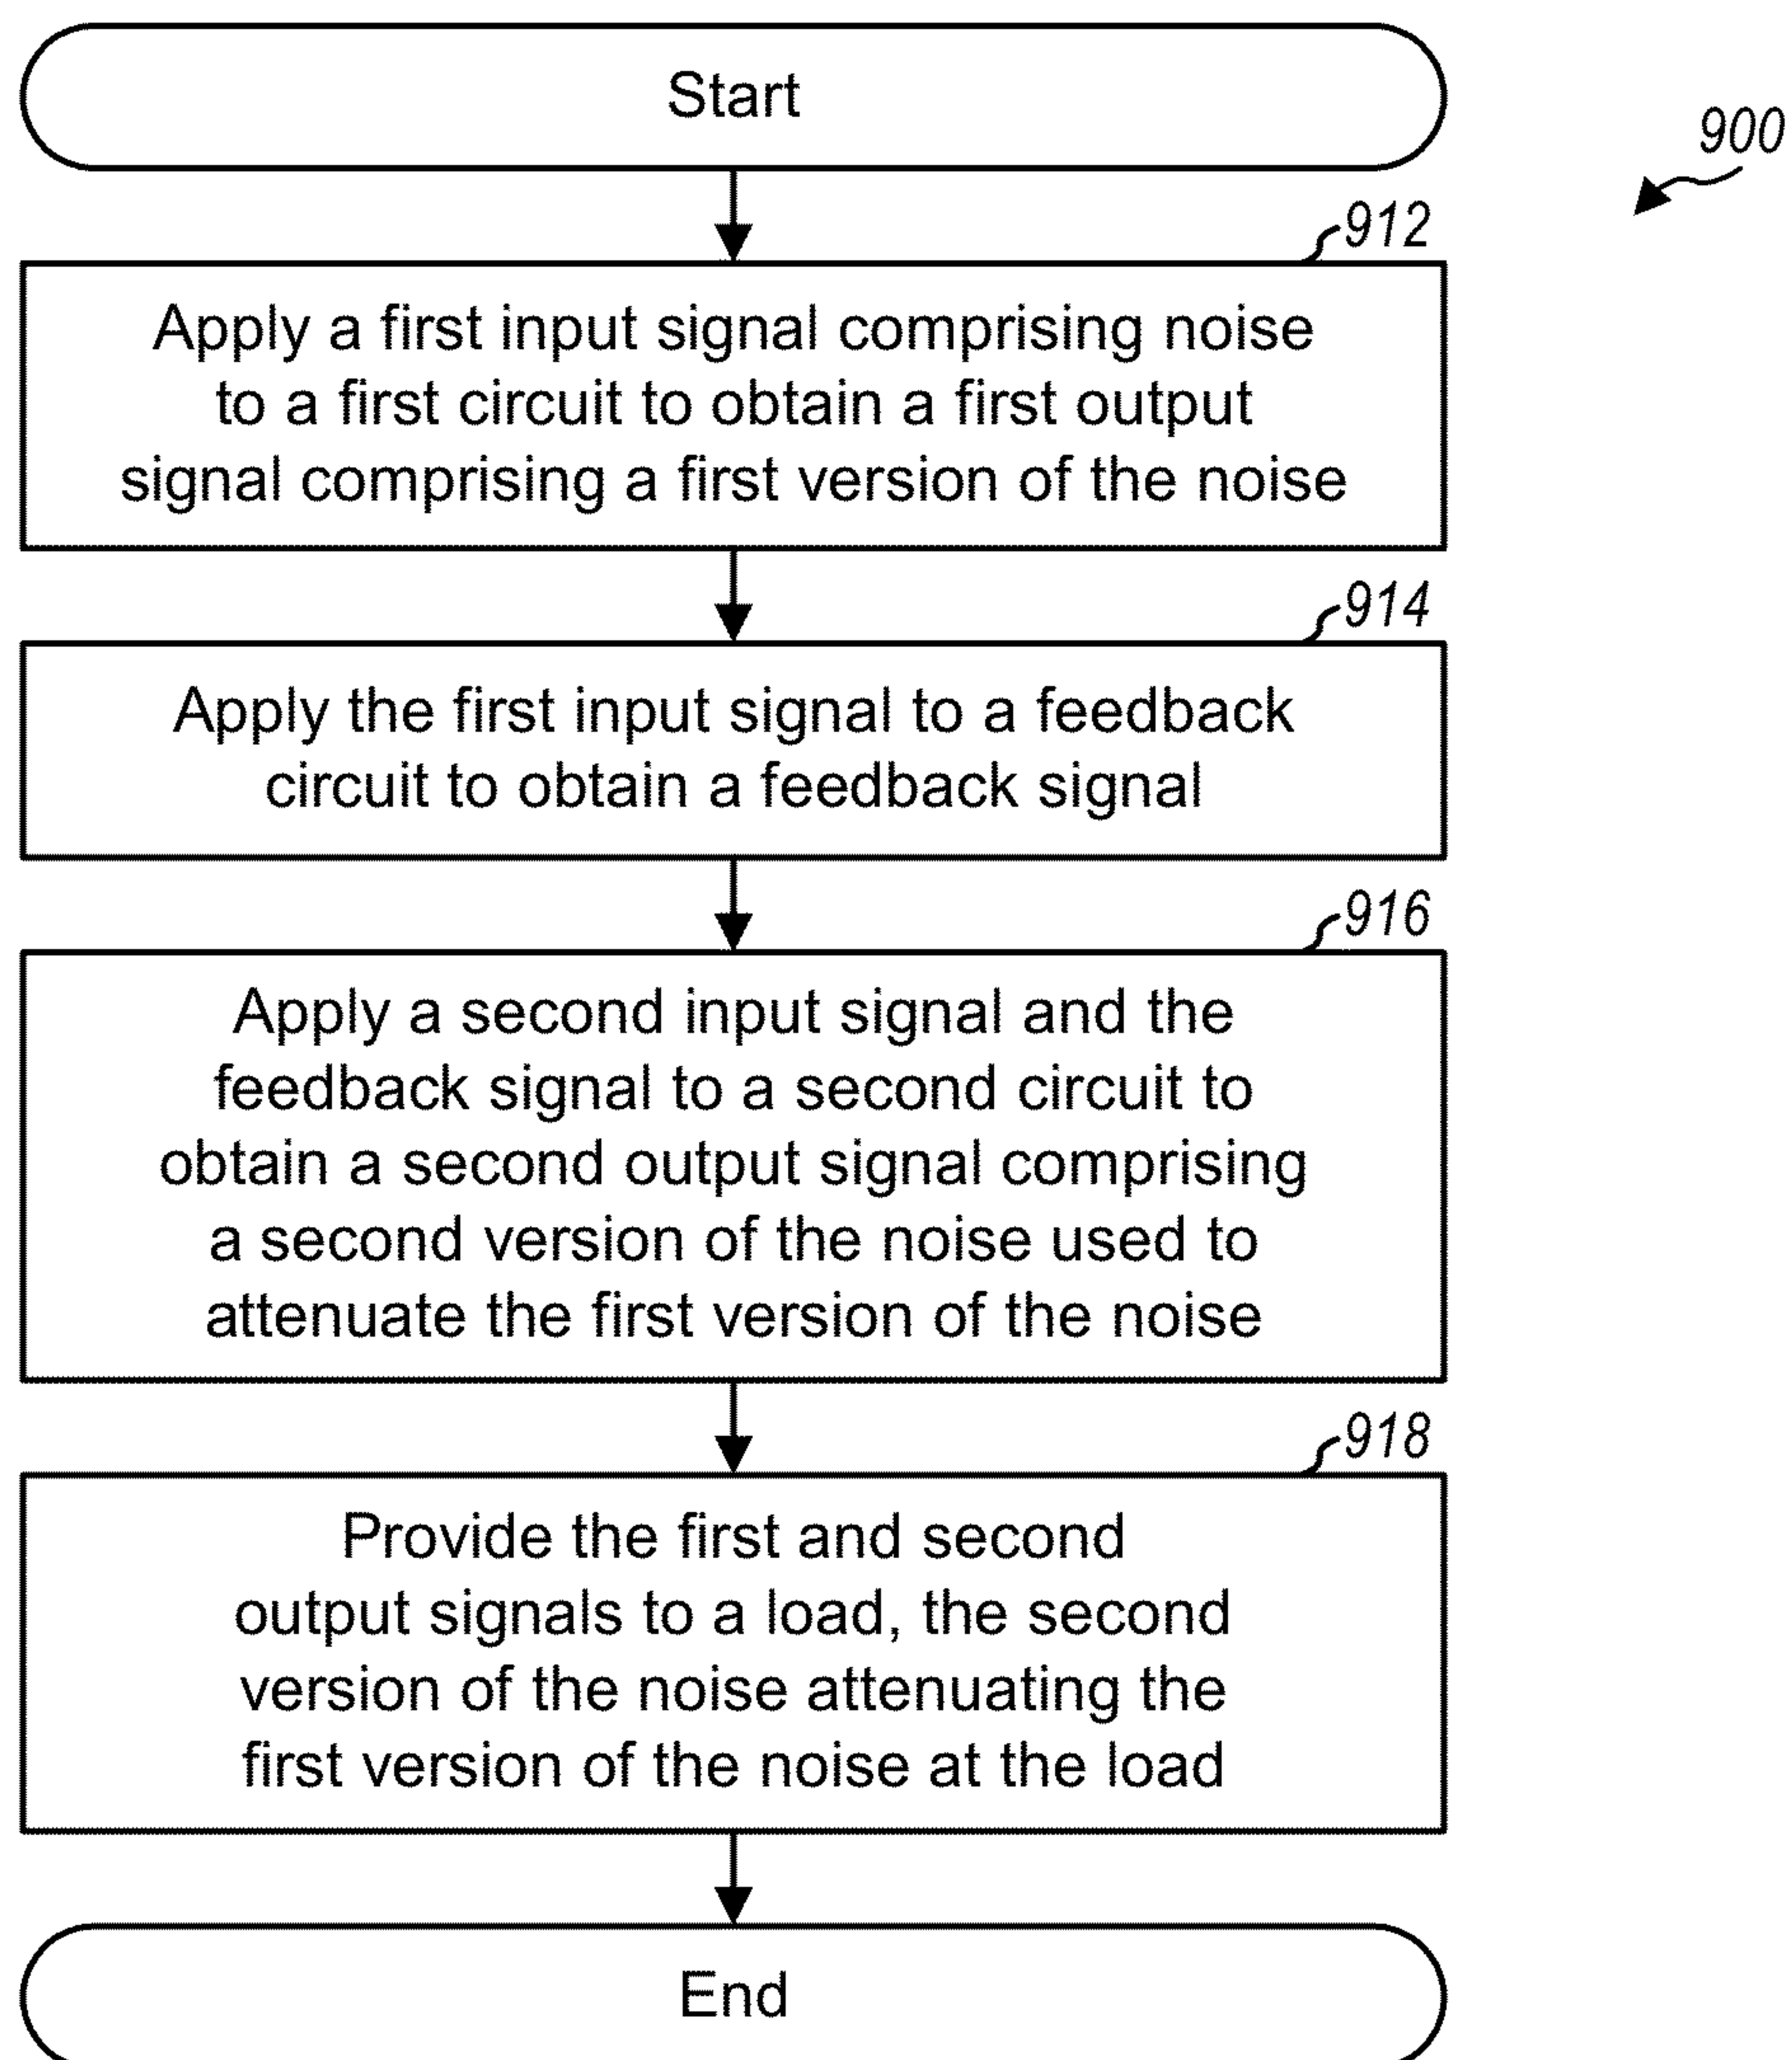 Start
900
912
Apply a first input signal comprising noise
to a first circuit to obtain a first output
signal comprising a first version of the noise
914
Apply the first input signal to a feedback
circuit to obtain a feedback signal
916
Apply a second input signal and the
feedback signal to a second circuit to
obtain a second output signal comprising
a second version of the noise used to
attenuate the first version of the noise
918
Provide the first and second
output signals to a load, the second
version of the noise attenuating the
first version of the noise at the load
End